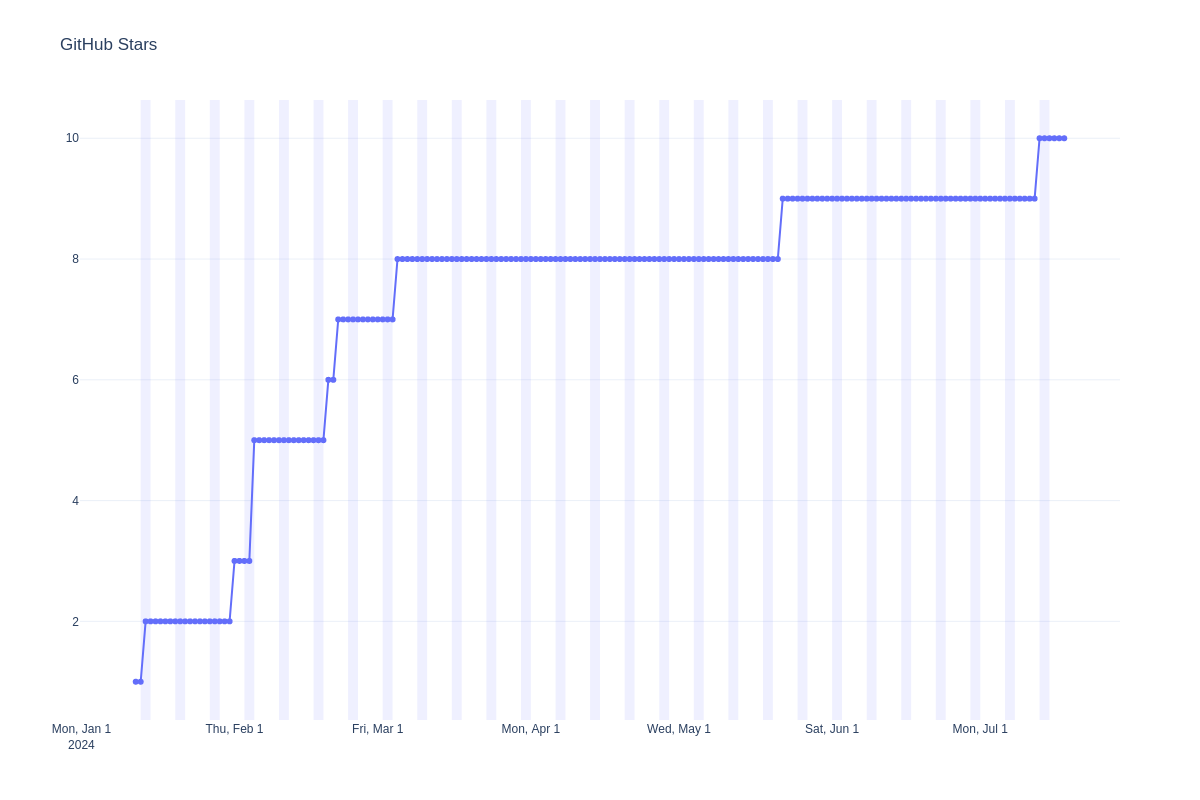 GitHub Stars
10
8
6
4
2
Mon, Jan 1
2024
Thu, Feb 1
Fri, Mar 1
Mon, Apr 1
Wed, May 1
Sat, Jun 1
Mon, Jul 1